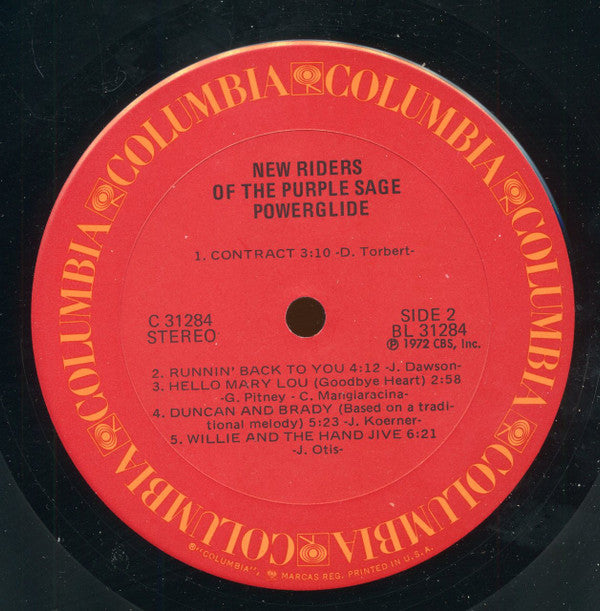 COLUMBIA COLUMBIA COLUMBIA COLUMBIA COLUMBIA COLUMBIA COLUMBIA
NEW RIDERS
OF THE PURPLE SAGE
POWERGLIDE
1. CONTRACT 3:10 -D. Torbert-
C 31284
STEREO
SIDE 2
BL 31284
Ⓟ 1972 CBS, Inc.
2. RUNNIN' BACK TO YOU 4:12 -J. Dawson-
3. HELLO MARY LOU (Goodbye Heart) 2:58
-G. Pitney - C. Mangiaracina-
4. DUNCAN AND BRADY (Based on a tradi-
tional melody) 5:23 -J. Koerner-
5. WILLIE AND THE HAND JIVE 6:21
-J. Otis-
®"COLUMBIA", MARCAS REG. PRINTED IN U.S.A.